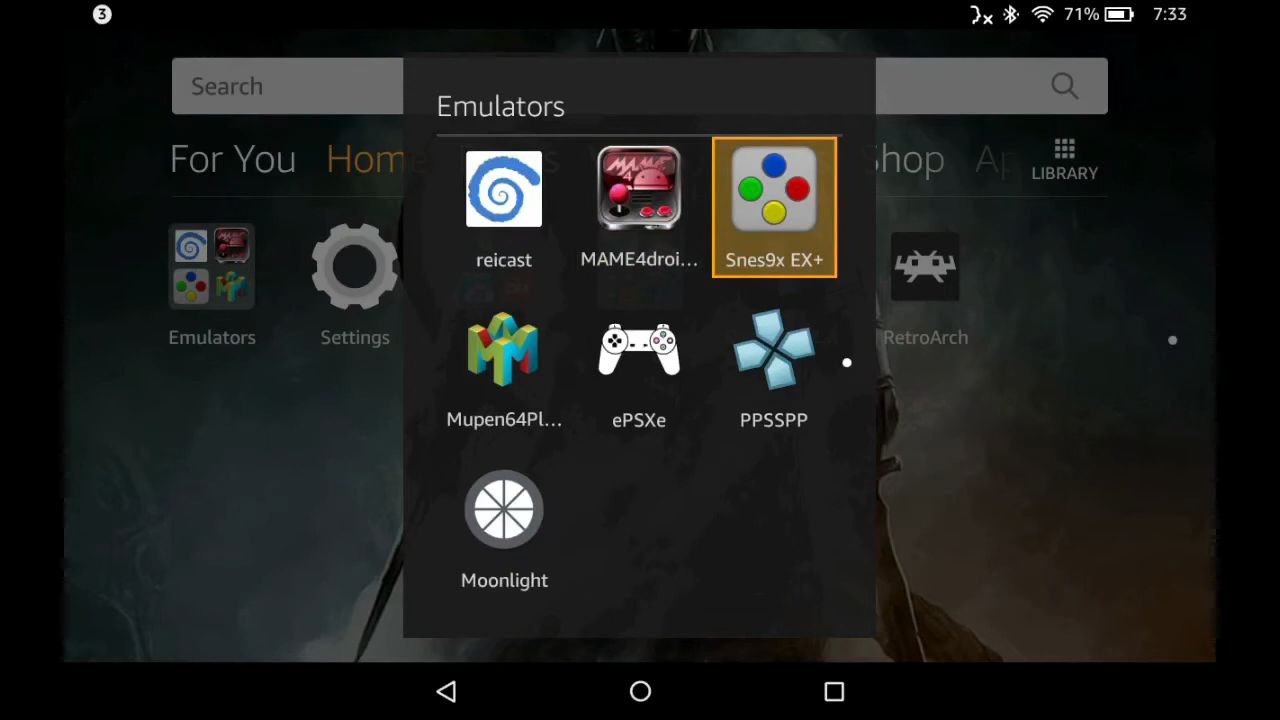 3
71% 7:33
Search
Emulators
For You Hom s Shop Ap LIBRARY
reicast MAME4droi... Snes9x EX+
Emulators Settings RetroArch
Mupen64Pl... ePSXe PPSSPP
Moonlight